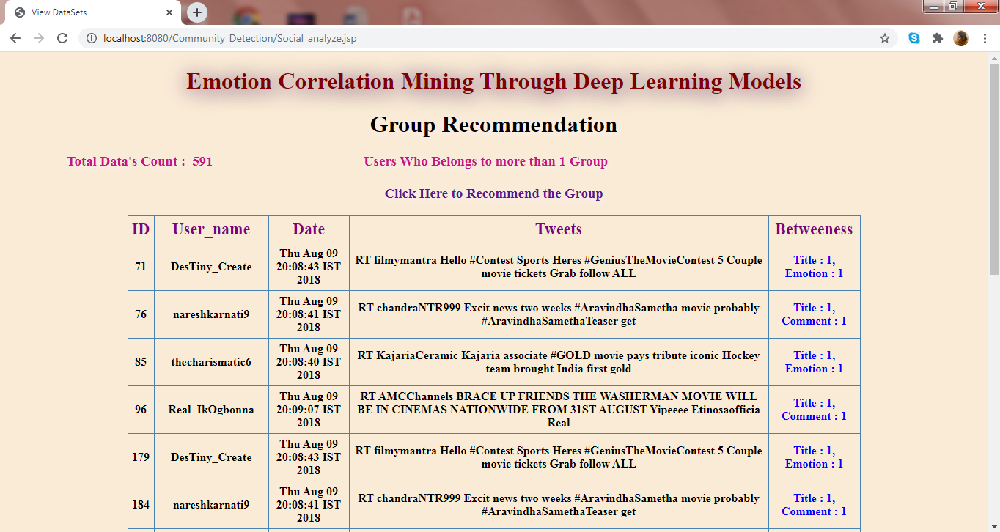 View DataSets
localhost:8080/Community_Detection/Social_analyze.jsp
Emotion Correlation Mining Through Deep Learning Models
Group Recommendation
Total Data's Count : 591
Users Who Belongs to more than 1 Group
Click Here to Recommend the Group
ID User_name Date Tweets Betweeness
71 DesTiny_Create Thu Aug 09 20:08:43 IST 2018 RT filmymantra Hello #Contest Sports Heres #GeniusTheMovieContest 5 Couple movie tickets Grab follow ALL Title : 1, Emotion : 1
76 nareshkarnati9 Thu Aug 09 20:08:41 IST 2018 RT chandraNTR999 Excit news two weeks #AravindhaSametha movie probably #AravindhaSamethaTeaser get Title : 1, Comment : 1
85 thecharismatic6 Thu Aug 09 20:08:40 IST 2018 RT KajariaCeramic Kajaria associate #GOLD movie pays tribute iconic Hockey team brought India first gold Title : 1, Emotion : 1
96 Real_IkOgbonna Thu Aug 09 20:09:07 IST 2018 RT AMCChannels BRACE UP FRIENDS THE WASHERMAN MOVIE WILL BE IN CINEMAS NATIONWIDE FROM 31ST AUGUST Yipeeee Etinosaofficia Real Title : 1, Comment : 1
179 DesTiny_Create Thu Aug 09 20:08:43 IST 2018 RT filmymantra Hello #Contest Sports Heres #GeniusTheMovieContest 5 Couple movie tickets Grab follow ALL Title : 1, Emotion : 1
184 nareshkarnati9 Thu Aug 09 20:08:41 IST 2018 RT chandraNTR999 Excit news two weeks #AravindhaSametha movie probably #AravindhaSamethaTeaser get Title : 1, Comment : 1